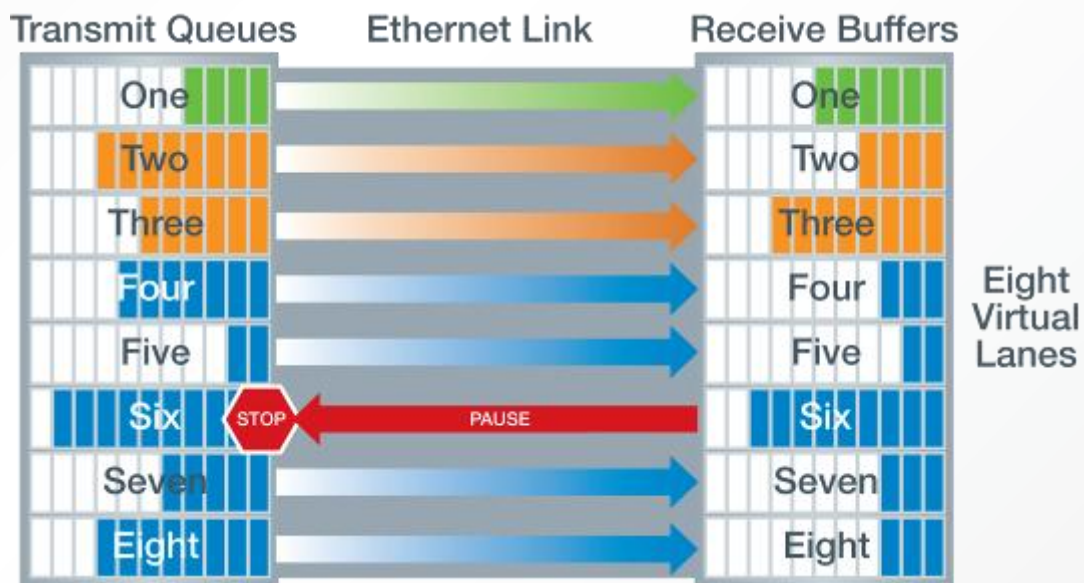 Transmit Queues Ethernet Link Receive Buffers
One One
Two Two
Three Three
Four Four
Five Five
Six STOP PAUSE Six
Seven Seven
Eight Eight
Eight
Virtual
Lanes